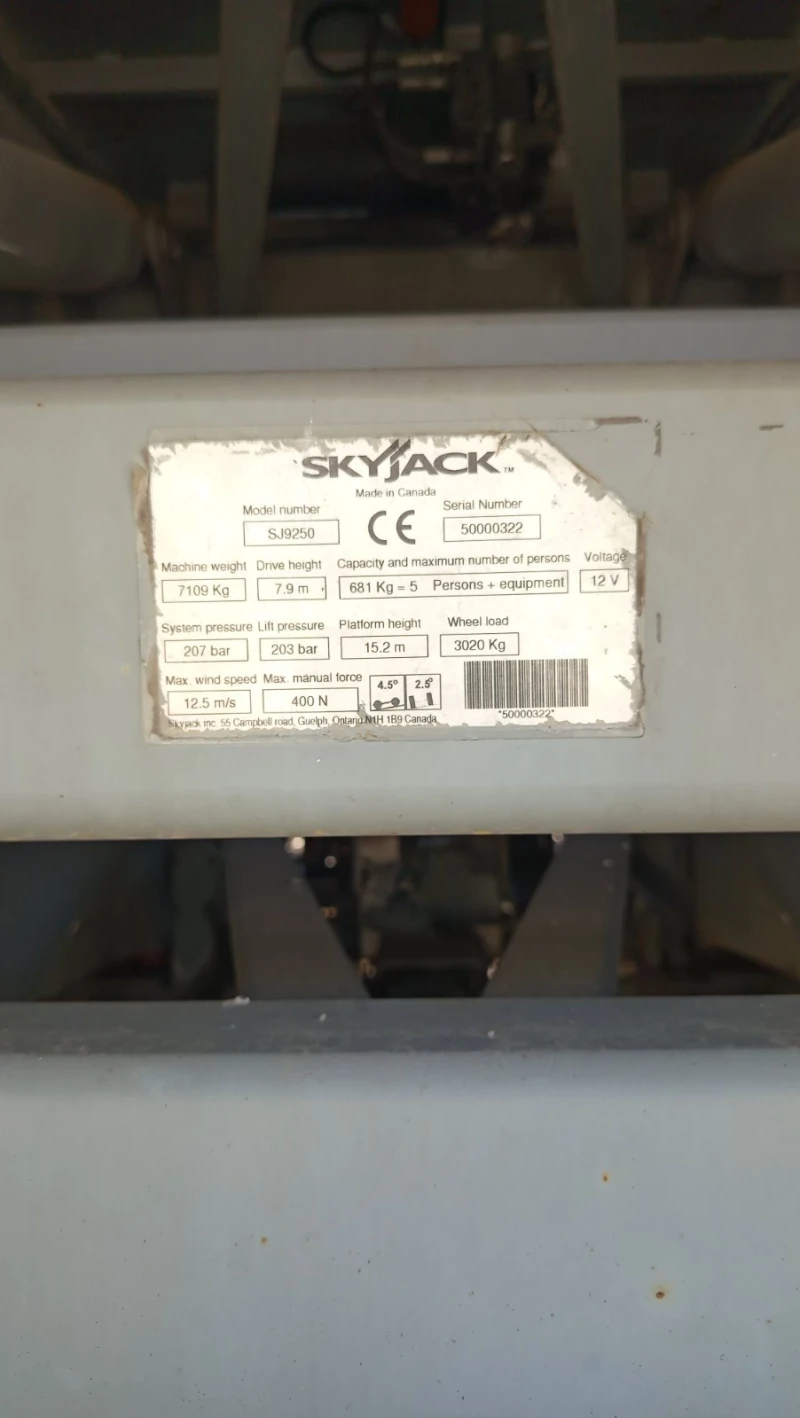 SKYJACK™
Made in Canada
Model number Serial Number
SJ9250 CE 50000322
Machine weight Drive height Capacity and maximum number of persons Voltage
7109 Kg 7.9 m 681 Kg = 5 Persons + equipment 12 V
System pressure Lift pressure Platform height Wheel load
207 bar 203 bar 15.2 m 3020 Kg
Max. wind speed Max. manual force 4.5° 2.5°
12.5 m/s 400 N
*50000322*
Skyjack inc. 55 Campbell road, Guelph, Ontario N1H 1B9 Canada